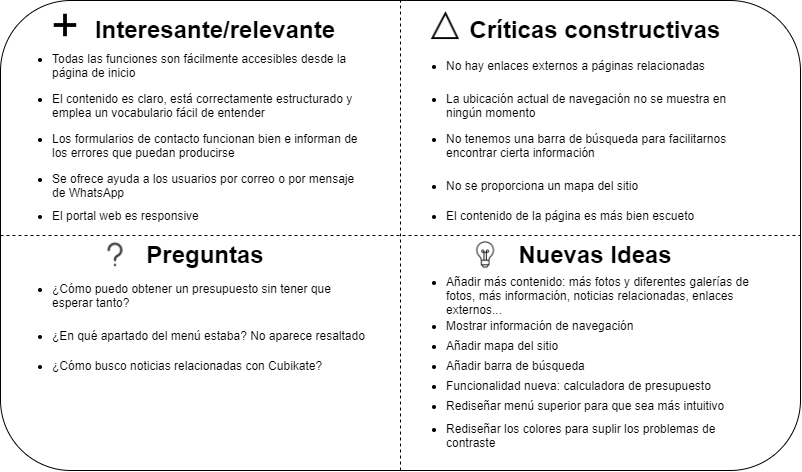 Interesante/relevante
Todas las funciones son fácilmente accesibles desde la
página de inicio
El contenido es claro, está correctamente estructurado y
emplea un vocabulario fácil de entender
Los formularios de contacto funcionan bien e informan de
los errores que puedan producirse
Se ofrece ayuda a los usuarios por correo o por mensaje
de WhatsApp
El portal web es responsive
Críticas constructivas
No hay enlaces externos a páginas relacionadas
La ubicación actual de navegación no se muestra en
ningún momento
No tenemos una barra de búsqueda para facilitarnos
encontrar cierta información
No se proporciona un mapa del sitio
El contenido de la página es más bien escueto
Preguntas
¿Cómo puedo obtener un presupuesto sin tener que
esperar tanto?
¿En qué apartado del menú estaba? No aparece resaltado
¿Cómo busco noticias relacionadas con Cubikate?
Nuevas Ideas
Añadir más contenido: más fotos y diferentes galerías de
fotos, más información, noticias relacionadas, enlaces
externos...
Mostrar información de navegación
Añadir mapa del sitio
Añadir barra de búsqueda
Funcionalidad nueva: calculadora de presupuesto
Rediseñar menú superior para que sea más intuitivo
Rediseñar los colores para suplir los problemas de
contraste